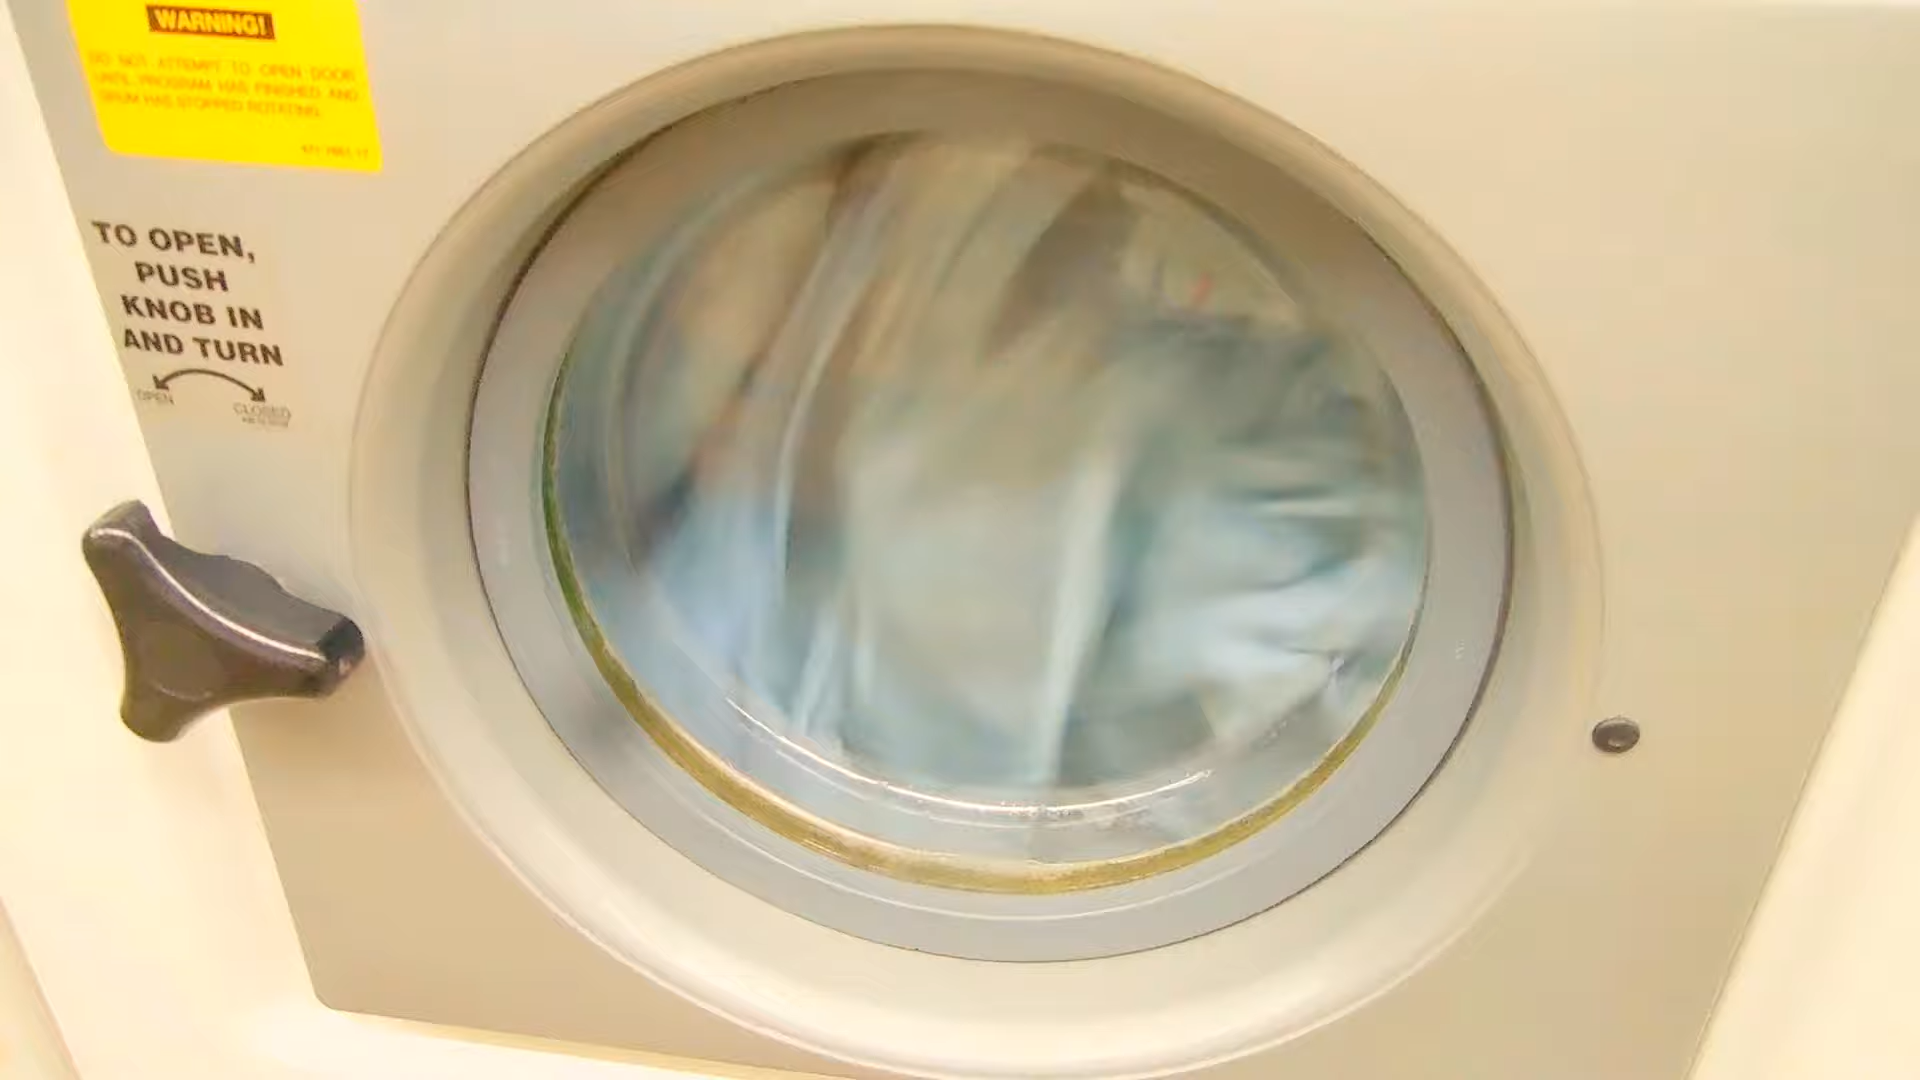 WARNING!
DO NOT ATTEMPT TO OPEN DOOR
UNTIL PROGRAM HAS FINISHED AND
DRUM HAS STOPPED ROTATING.
TO OPEN,
PUSH
KNOB IN
AND TURN
OPEN
CLOSED